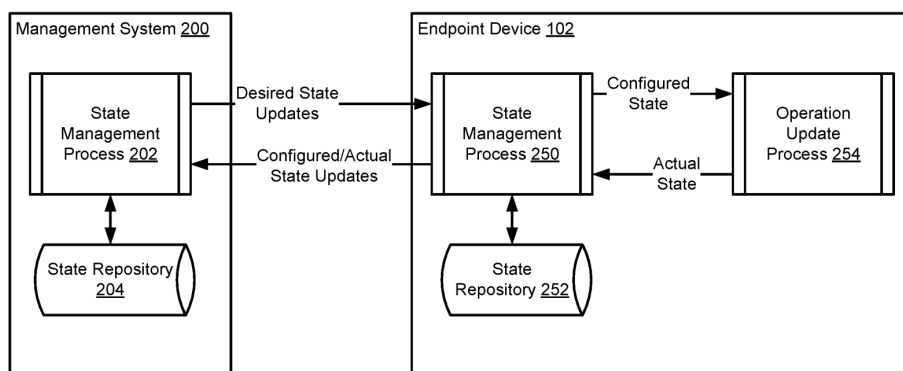 Management System 200
Endpoint Device 102
State
Management
Process 202
Desired State
Updates
Configured/Actual
State Updates
State
Management
Process 250
Configured
State
Actual
State
Operation
Update
Process 254
State Repository
204
State
Repository 252